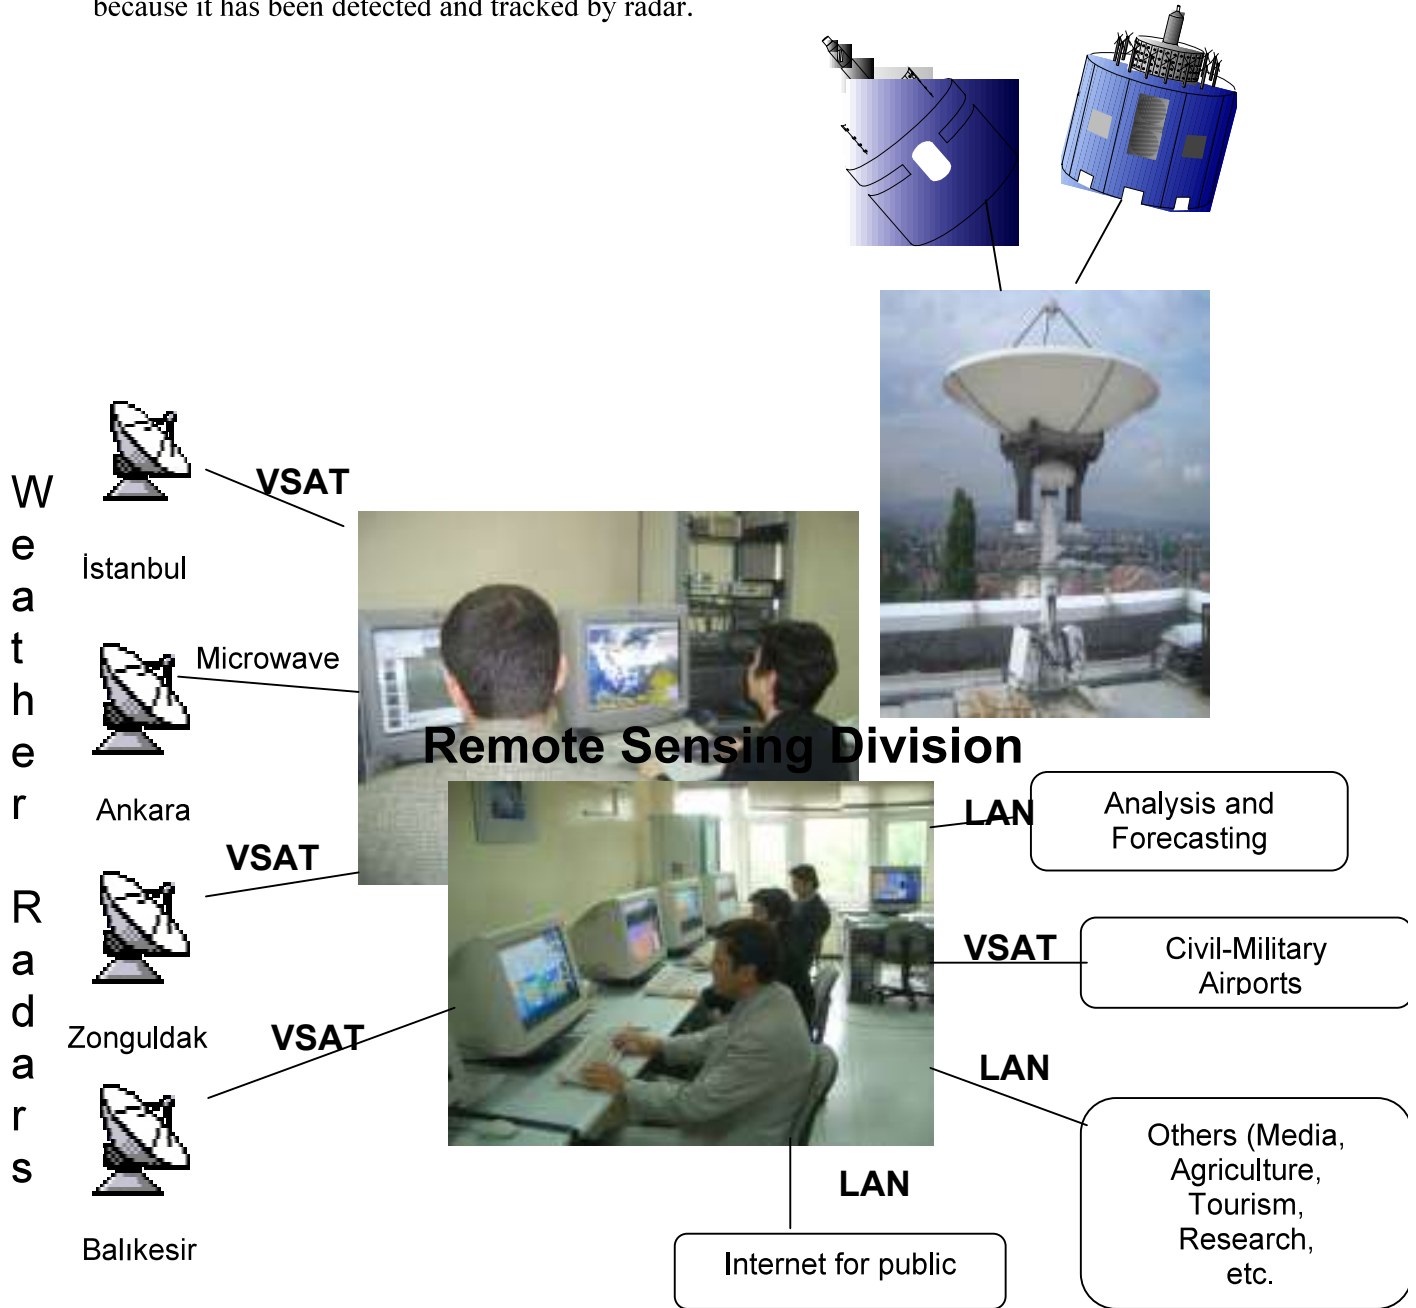 because it has been detected and tracked by radar.
Weather Radars
VSAT
İstanbul
Microwave
Ankara
VSAT
Zonguldak
VSAT
Balıkesir
Remote Sensing Division
LAN
Analysis and
Forecasting
VSAT
Civil-Military
Airports
LAN
Others (Media,
Agriculture,
Tourism,
Research,
etc.
LAN
Internet for public